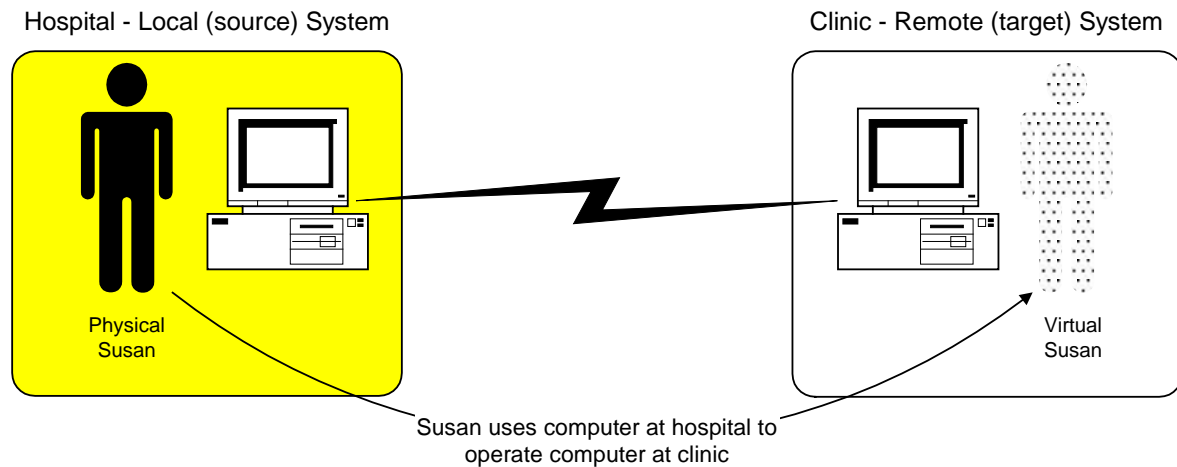 Hospital - Local (source) System
Clinic - Remote (target) System
Physical
Susan
Virtual
Susan
Susan uses computer at hospital to
operate computer at clinic